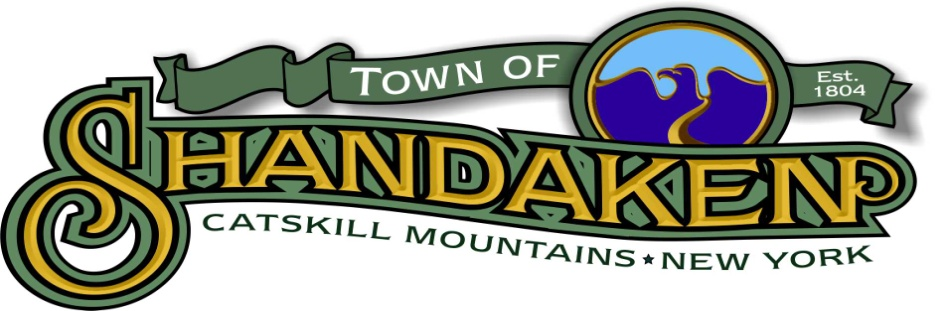 TOWN OF
Est.
1804
SHANDAKEN
CATSKILL MOUNTAINS★NEW YORK